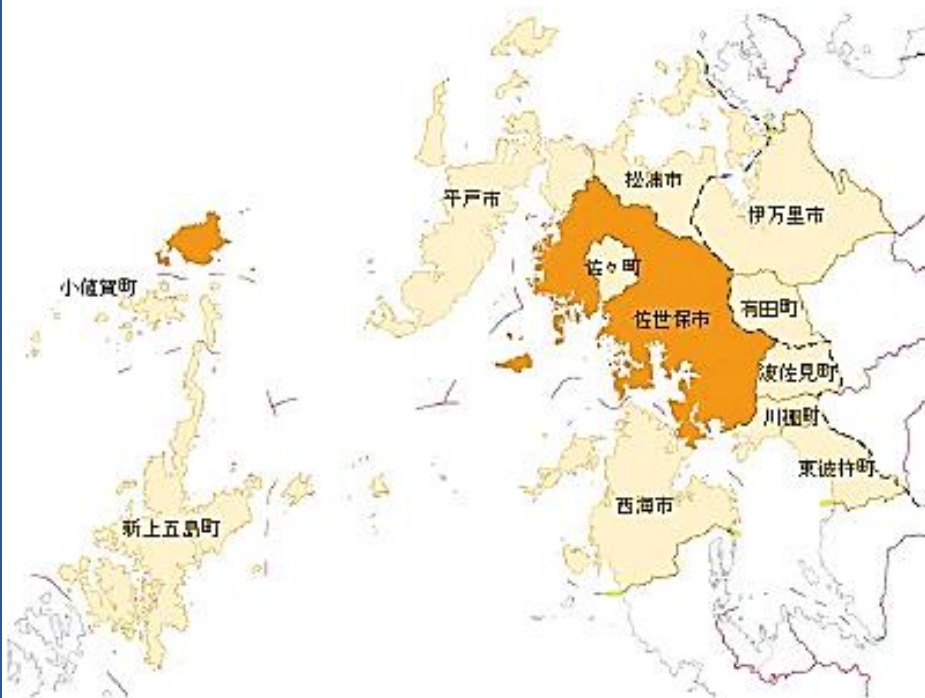 松浦市
平戸市
伊万里市
佐々町
小値賀町
有田町
佐世保市
波佐見町
川棚町
東彼杵町
西海市
新上五島町